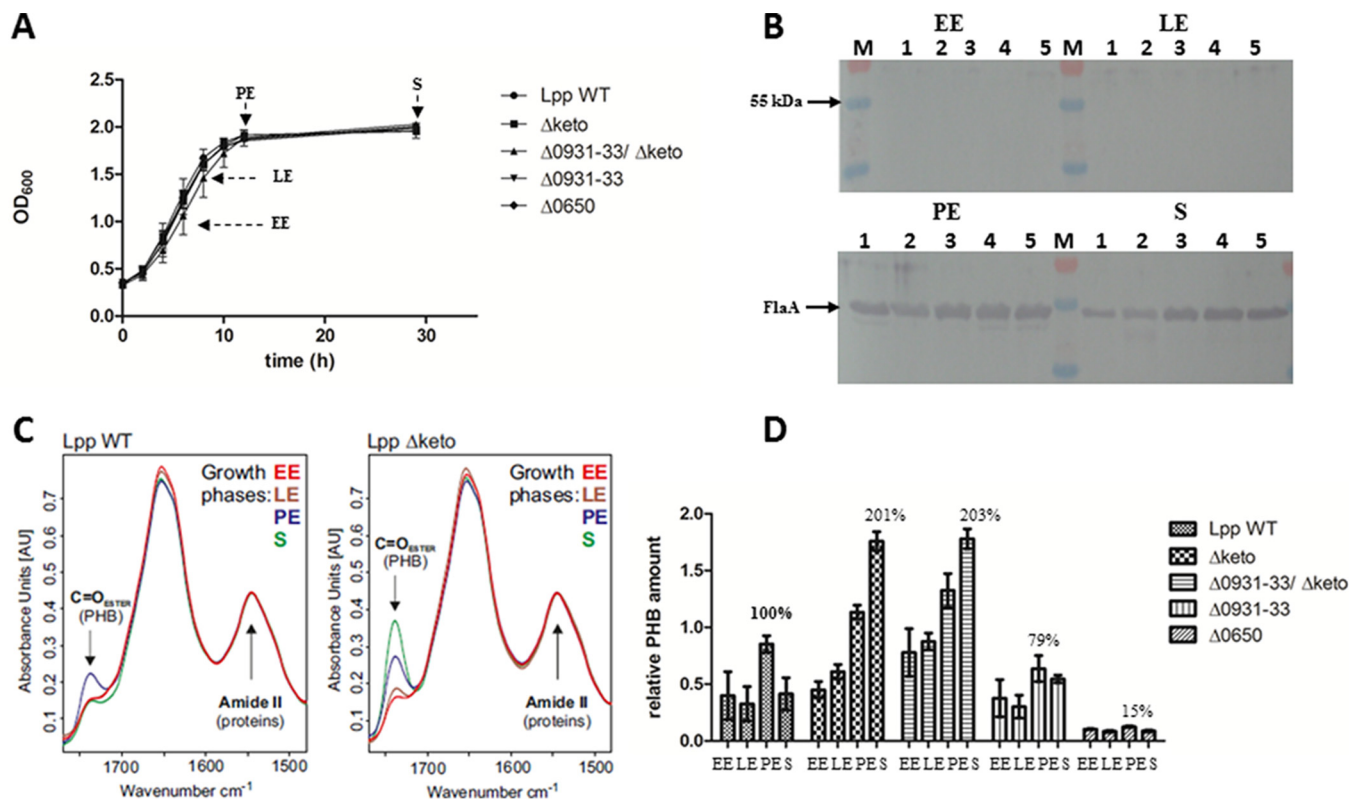 A
2.5
2.0
1.5
1.0
0.5
0.0
OD600
0 10 20 30
time (h)
PE
S
LE
EE
Lpp WT
Δketo
Δ0931-33/ Δketo
Δ0931-33
Δ0650
B
EE LE
M 1 2 3 4 5 M 1 2 3 4 5
55 kDa
PE S
1 2 3 4 5 M 1 2 3 4 5
FlaA
C
Lpp WT
Growth EE
phases: LE
PE
S
C=OESTER
(PHB)
Amide II
(proteins)
Absorbance Units [AU]
0.7
0.6
0.5
0.4
0.3
0.2
0.1
1700 1600 1500
Wavenumber cm-1
Lpp Δketo
Growth EE
phases: LE
PE
S
C=OESTER
(PHB)
Amide II
(proteins)
Absorbance Units [AU]
0.7
0.6
0.5
0.4
0.3
0.2
0.1
1700 1600 1500
Wavenumber cm-1
D
relative PHB amount
2.0
1.5
1.0
0.5
0.0
100%
201%
203%
79%
15%
EE LE PE S EE LE PE S EE LE PE S EE LE PE S EE LE PE S
Lpp WT
Δketo
Δ0931-33/ Δketo
Δ0931-33
Δ0650